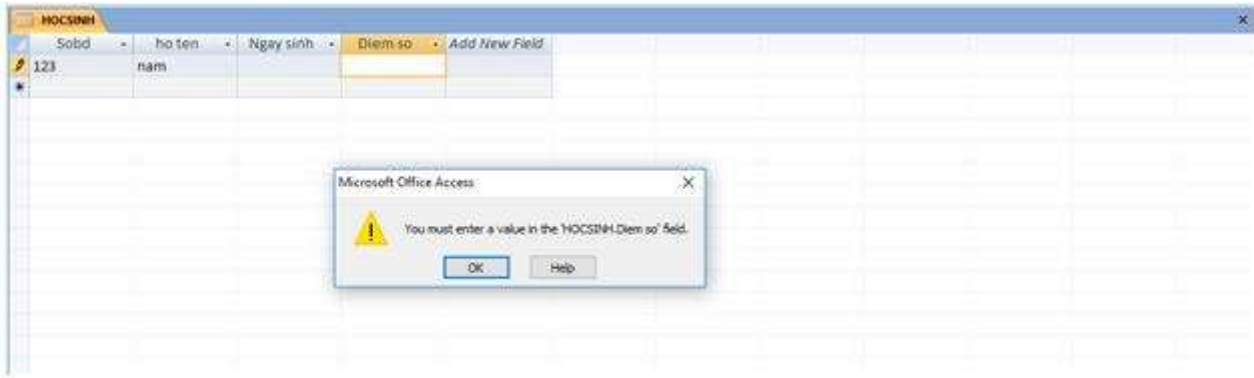 HOCSINH
Sobd ho ten Ngay sinh Diem so Add New Field
123 nam
Microsoft Office Access
You must enter a value in the 'HOCSINH.Diem so' field.
OK Help